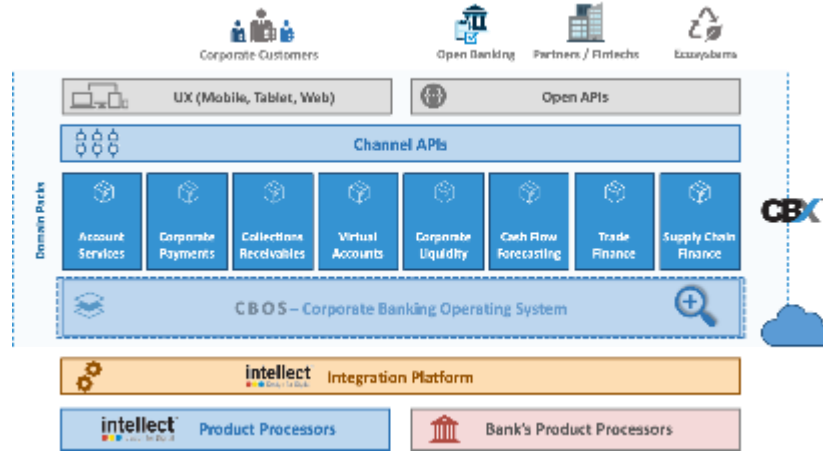 Corporate Customers
Open Banking
Partners / Fintechs
Ecosystems
UX (Mobile, Tablet, Web)
Open APIs
Channel APIs
Domain Packs
Account
Services
Corporate
Payments
Collections
Receivables
Virtual
Accounts
Corporate
Liquidity
Cash Flow
Forecasting
Trade
Finance
Supply Chain
Finance
CBX
CBOS – Corporate Banking Operating System
intellect Integration Platform
intellect Product Processors
Bank's Product Processors